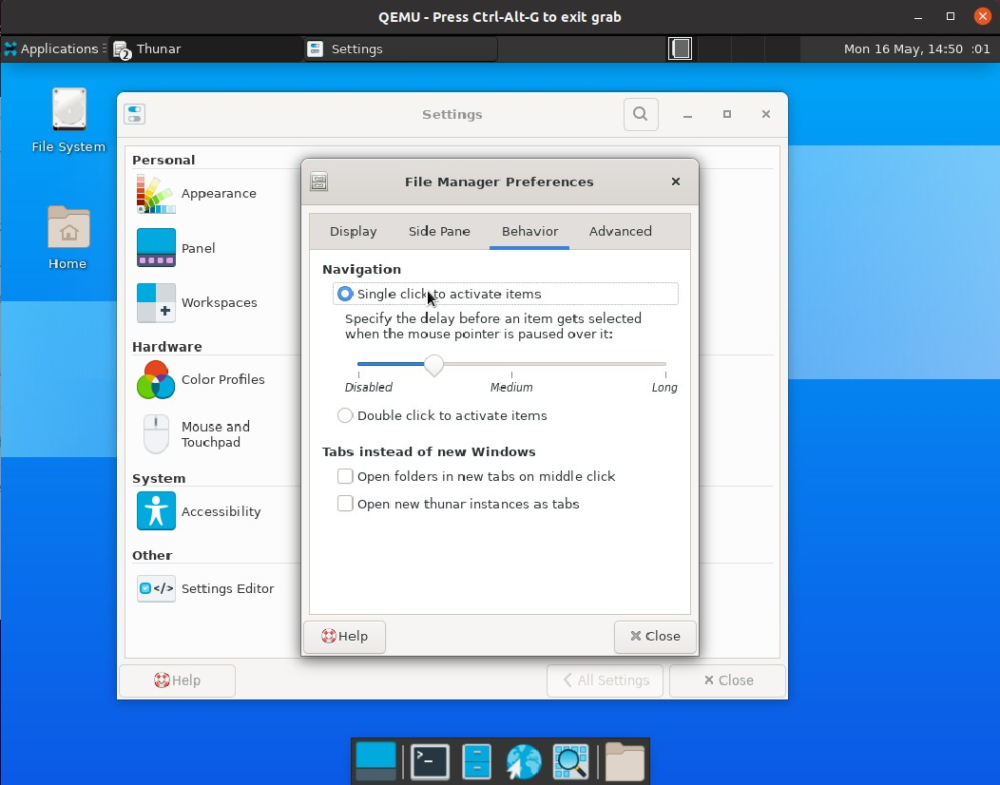 QEMU - Press Ctrl-Alt-G to exit grab
Applications
2
Thunar
Settings
Mon 16 May, 14:50 :01
File System
Home
Settings
Personal
Appearance
Panel
Workspaces
Hardware
Color Profiles
Mouse and
Touchpad
System
Accessibility
Other
</>
Settings Editor
Help
All Settings
Close
File Manager Preferences
Display
Side Pane
Behavior
Advanced
Navigation
Single click to activate items
Specify the delay before an item gets selected
when the mouse pointer is paused over it:
Disabled
Medium
Long
Double click to activate items
Tabs instead of new Windows
Open folders in new tabs on middle click
Open new thunar instances as tabs
Help
Close
>_